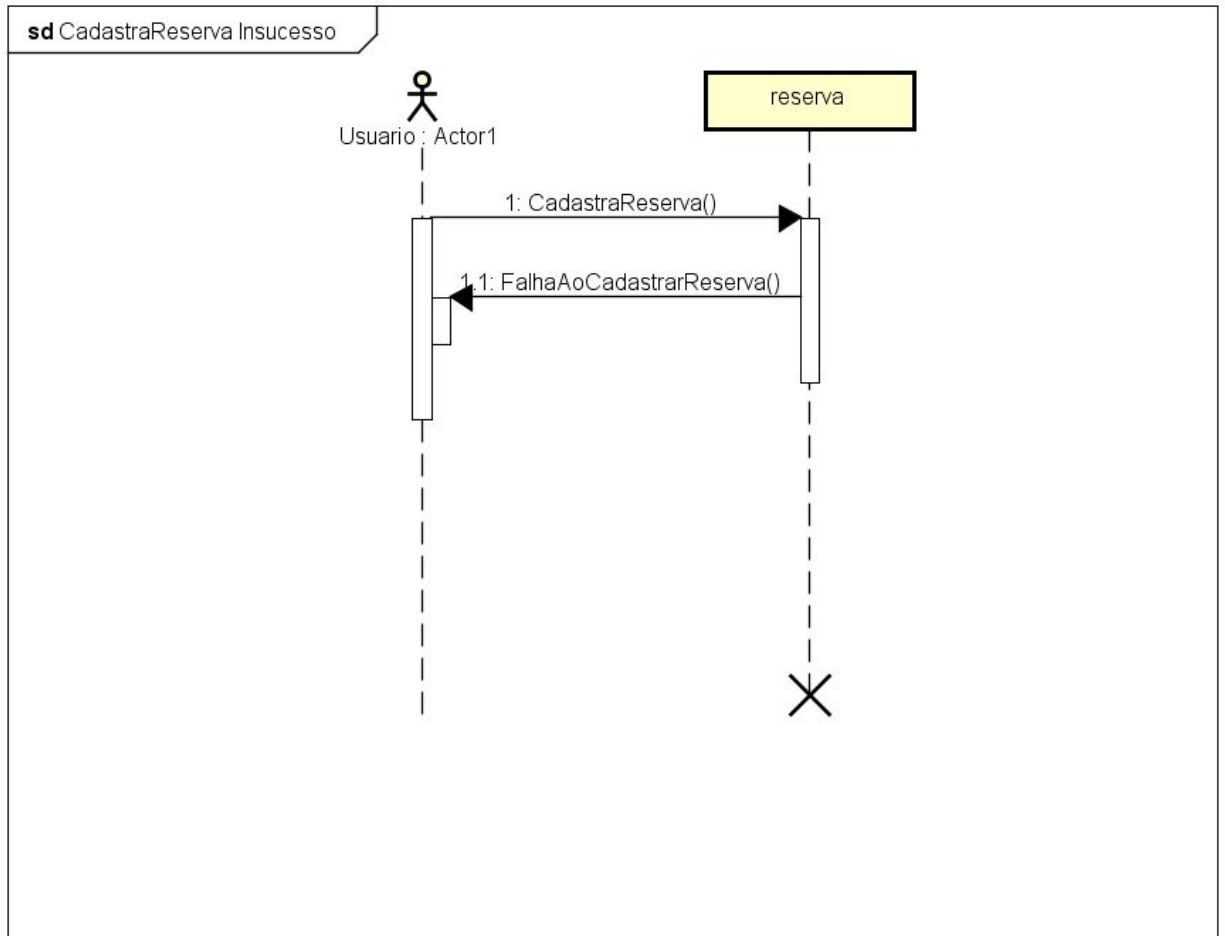 sd CadastraReserva Insucesso
Usuario : Actor1
reserva
1: CadastraReserva()
1.1: FalhaAoCadastrarReserva()